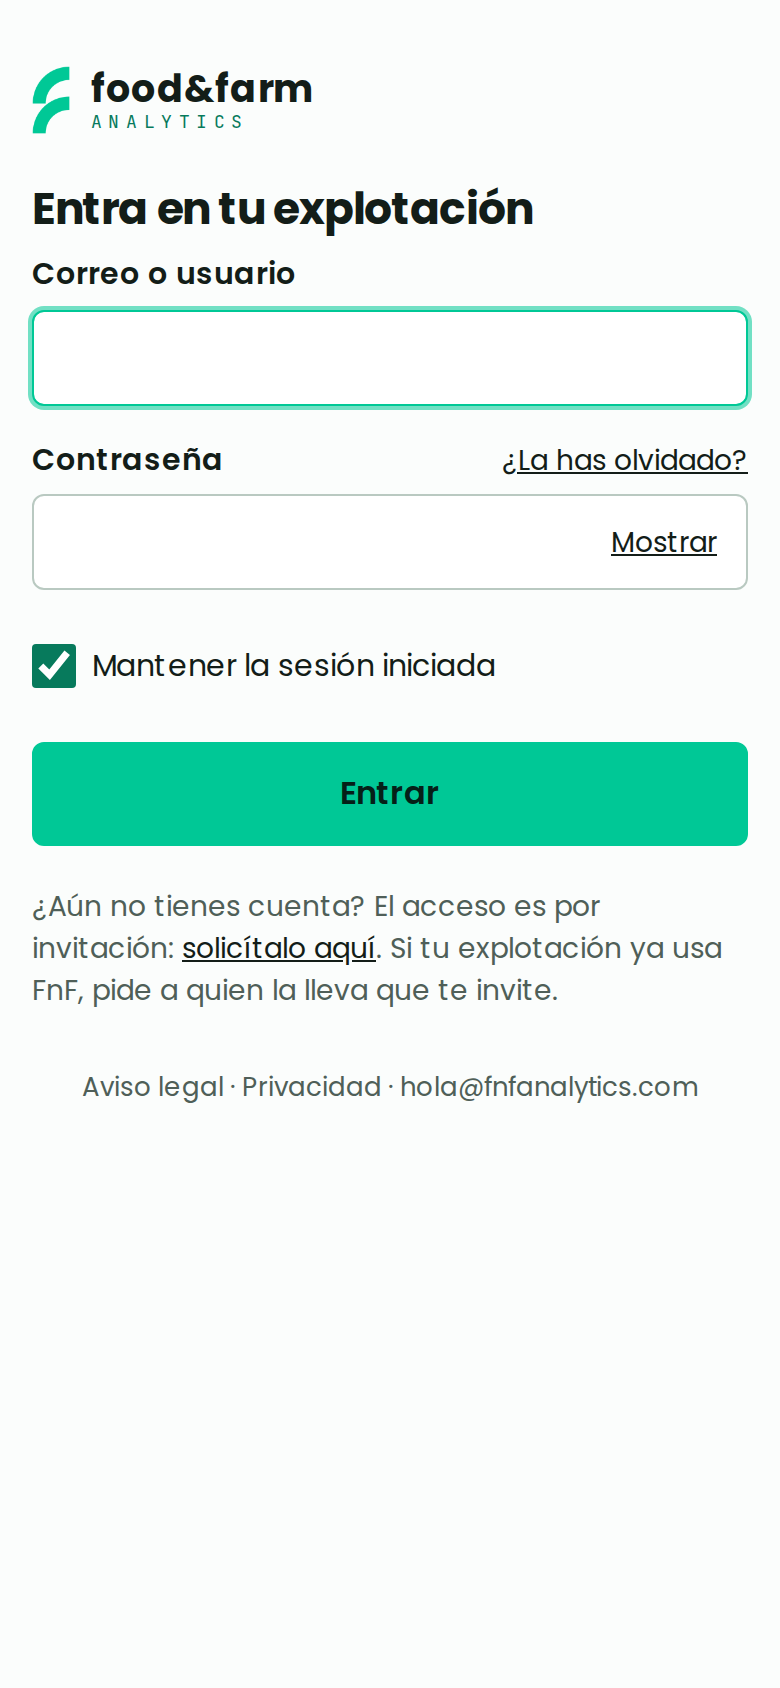 food&farm
ANALYTICS
Entra en tu explotación
Correo o usuario
Contraseña
¿La has olvidado?
Mostrar
Mantener la sesión iniciada
Entrar
¿Aún no tienes cuenta? El acceso es por
invitación: solicítalo aquí. Si tu explotación ya usa
FnF, pide a quien la lleva que te invite.
Aviso legal · Privacidad · hola@fnfanalytics.com